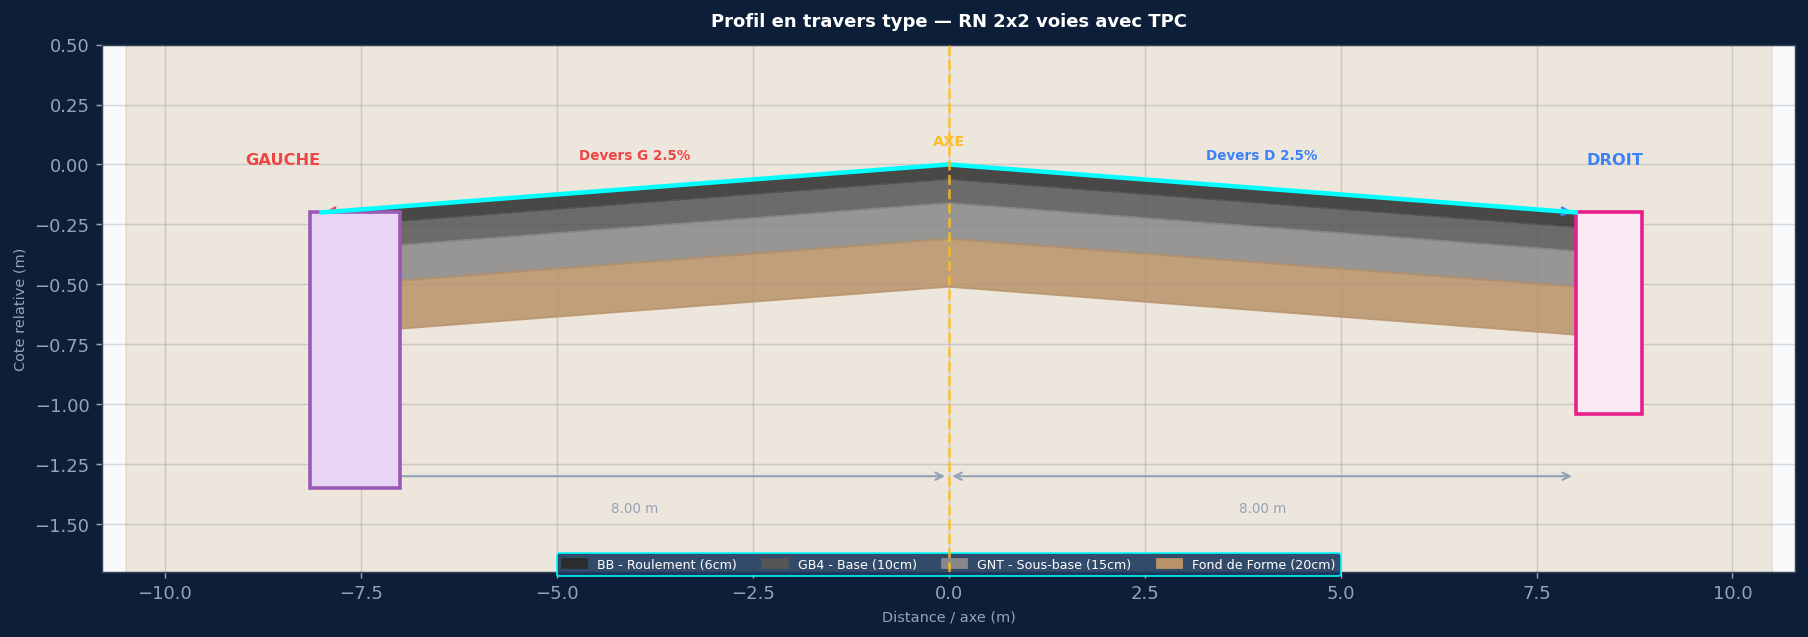 Profil en travers type — RN 2x2 voies avec TPC
0.50
0.25
0.00
−0.25
−0.50
−0.75
−1.00
−1.25
−1.50
Cote relative (m)
AXE
GAUCHE
Devers G 2.5%
Devers D 2.5%
DROIT
8.00 m
8.00 m
BB - Roulement (6cm)
GB4 - Base (10cm)
GNT - Sous-base (15cm)
Fond de Forme (20cm)
−10.0
−7.5
−5.0
−2.5
0.0
2.5
5.0
7.5
10.0
Distance / axe (m)